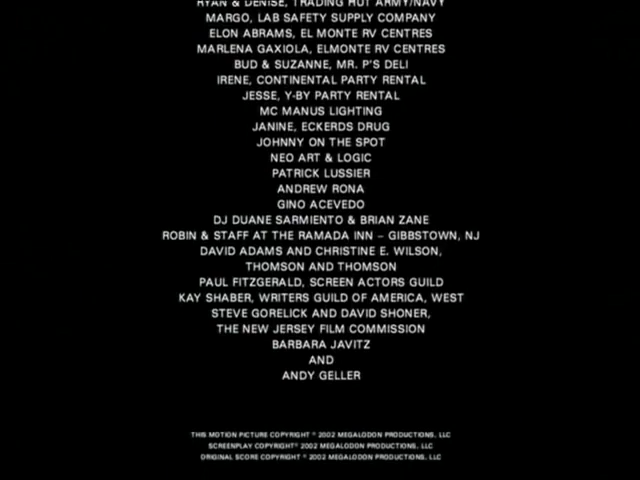 RYAN & DENISE, TRADING HUT ARMY/NAVY
MARGO, LAB SAFETY SUPPLY COMPANY
ELON ABRAMS, EL MONTE RV CENTRES
MARLENA GAXIOLA, ELMONTE RV CENTRES
BUD & SUZANNE, MR. P'S DELI
IRENE, CONTINENTAL PARTY RENTAL
JESSE, Y-BY PARTY RENTAL
MC MANUS LIGHTING
JANINE, ECKERDS DRUG
JOHNNY ON THE SPOT
NEO ART & LOGIC
PATRICK LUSSIER
ANDREW RONA
GINO ACEVEDO
DJ DUANE SARMIENTO & BRIAN ZANE
ROBIN & STAFF AT THE RAMADA INN – GIBBSTOWN, NJ
DAVID ADAMS AND CHRISTINE E. WILSON,
THOMSON AND THOMSON
PAUL FITZGERALD, SCREEN ACTORS GUILD
KAY SHABER, WRITERS GUILD OF AMERICA, WEST
STEVE GORELICK AND DAVID SHONER,
THE NEW JERSEY FILM COMMISSION
BARBARA JAVITZ
AND
ANDY GELLER
THIS MOTION PICTURE COPYRIGHT © 2002 MEGALODON PRODUCTIONS, LLC
SCREENPLAY COPYRIGHT © 2002 MEGALODON PRODUCTIONS, LLC
ORIGINAL SCORE COPYRIGHT © 2002 MEGALODON PRODUCTIONS, LLC